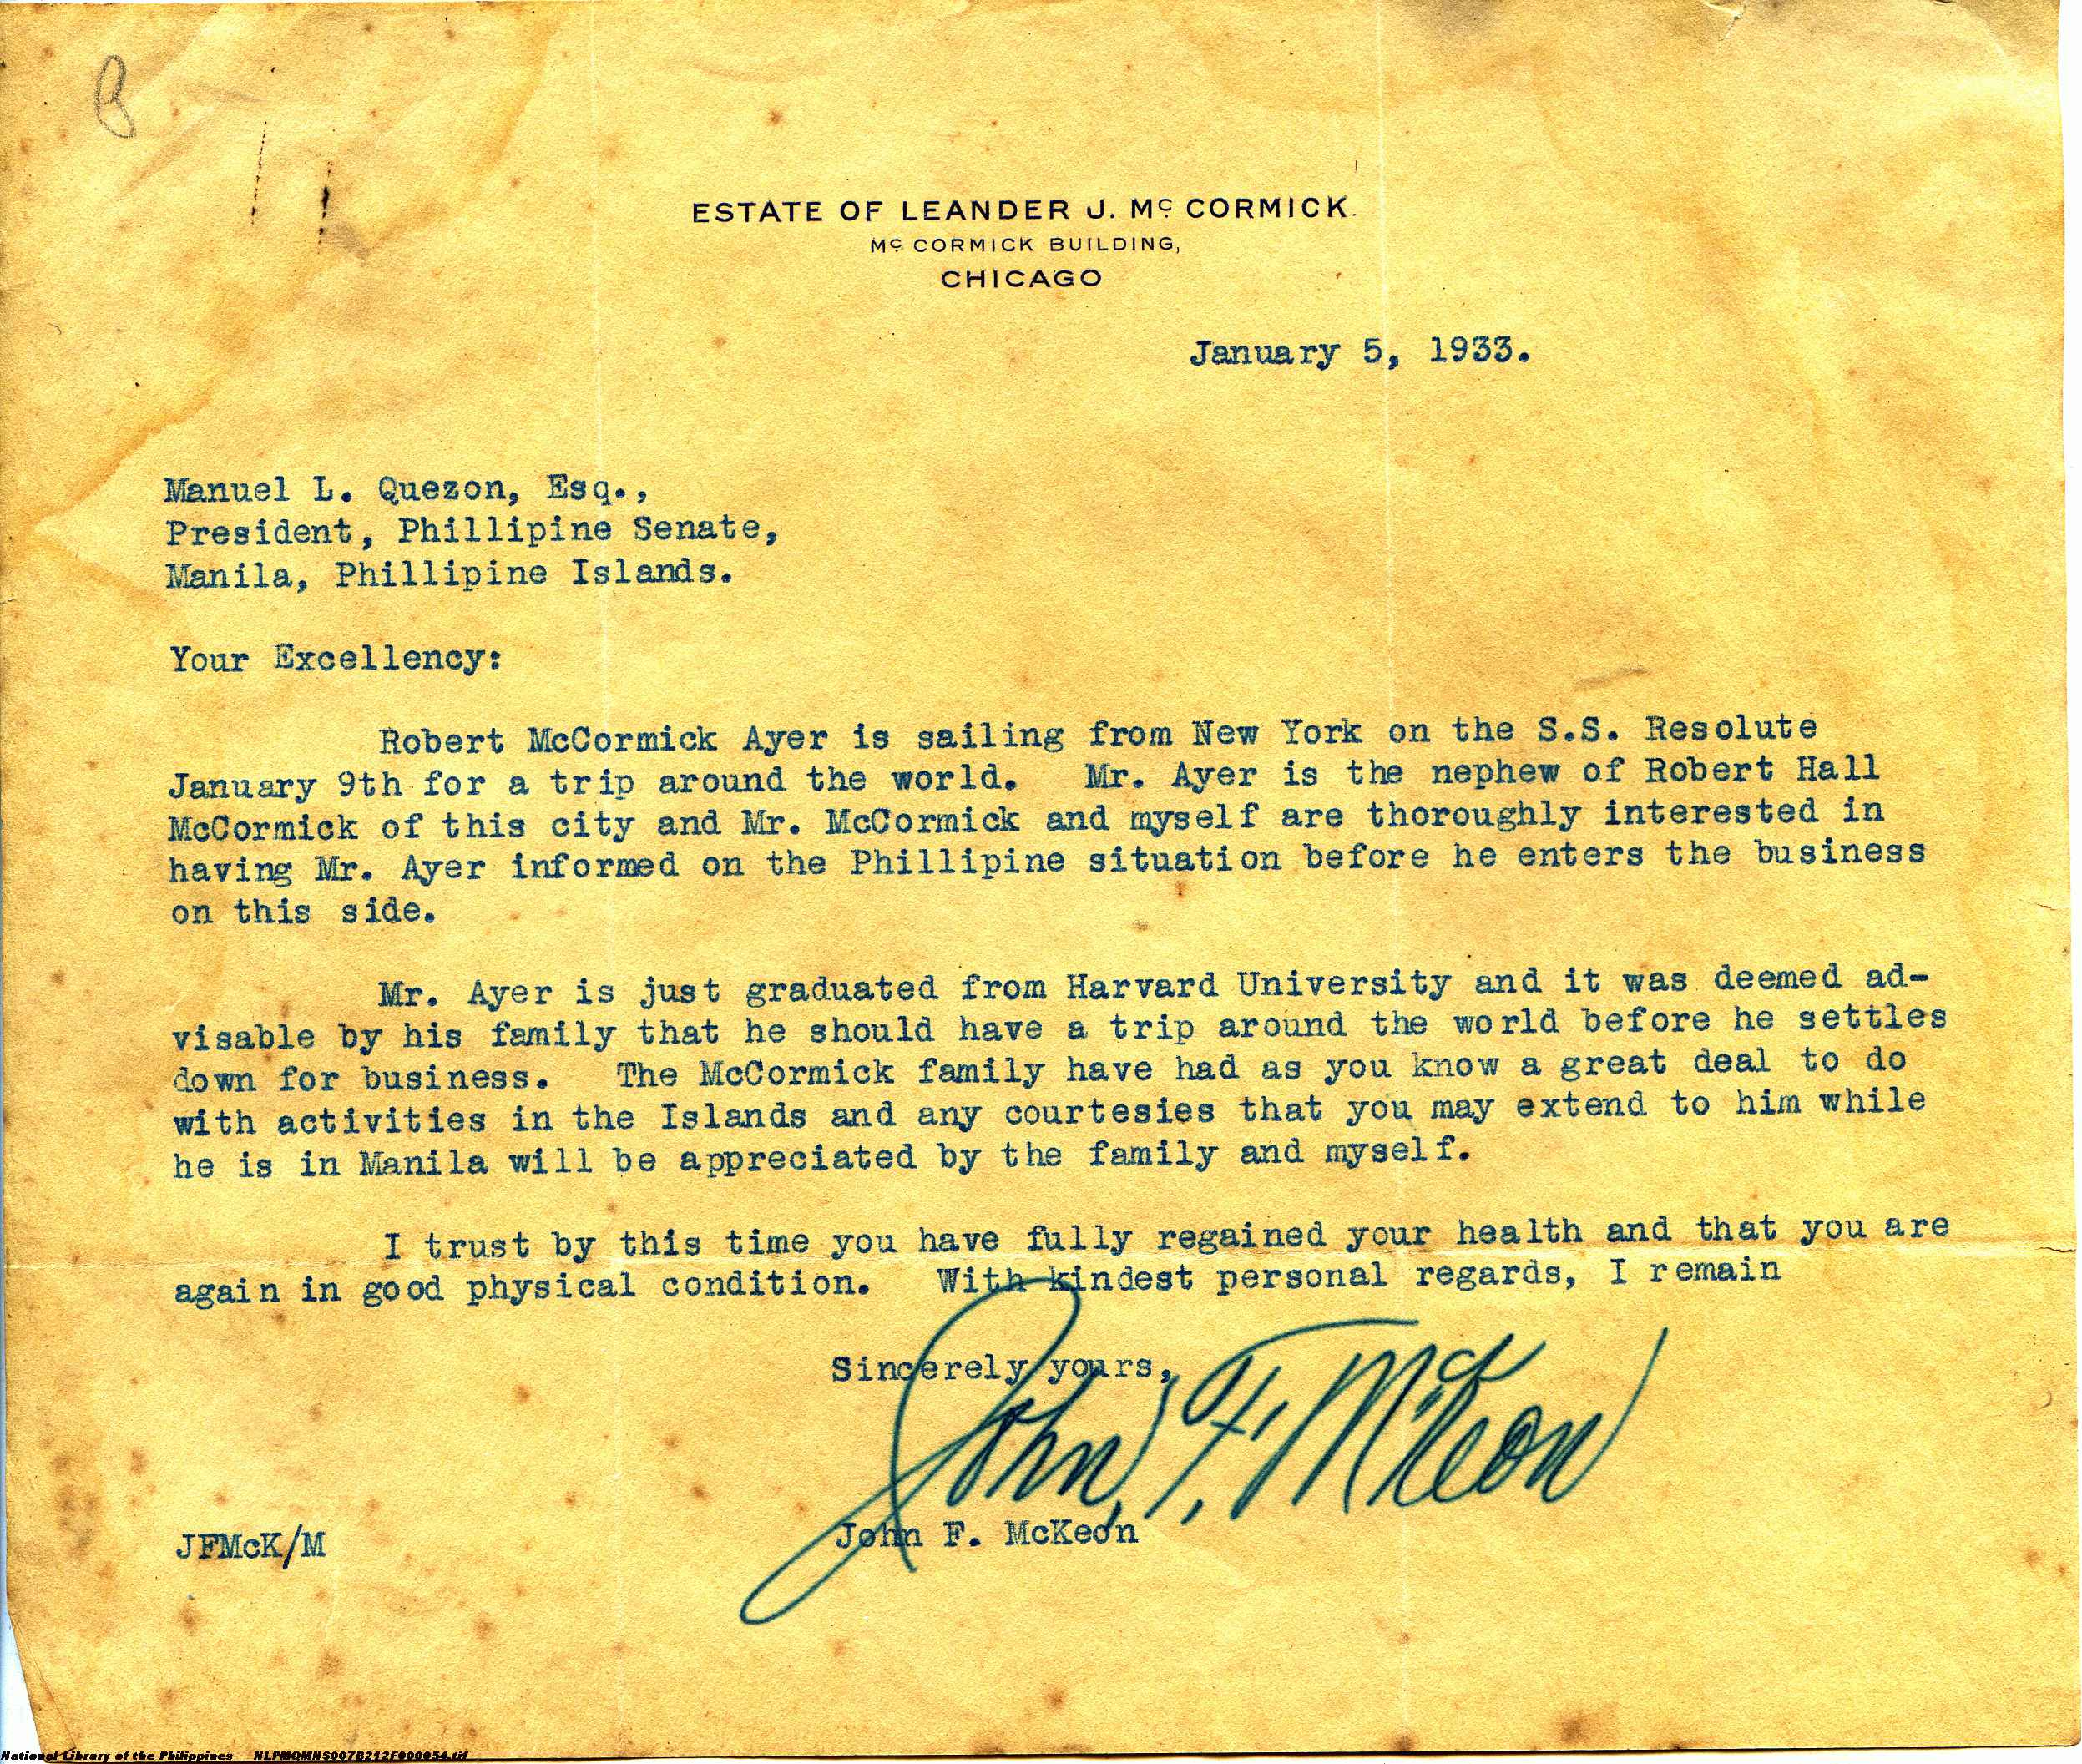 B
ESTATE OF LEANDER J. Mc CORMICK.
Mc CORMICK BUILDING,
CHICAGO
January 5, 1933.
Manuel L. Quezon, Esq.,
President, Phillipine Senate,
Manila, Phillipine Islands.
Your Excellency:
Robert McCormick Ayer is sailing from New York on the S.S. Resolute
January 9th for a trip around the world. Mr. Ayer is the nephew of Robert Hall
McCormick of this city and Mr. McCormick and myself are thoroughly interested in
having Mr. Ayer informed on the Phillipine situation before he enters the business
on this side.
Mr. Ayer is just graduated from Harvard University and it was deemed ad-
visable by his family that he should have a trip around the world before he settles
down for business. The McCormick family have had as you know a great deal to do
with activities in the Islands and any courtesies that you may extend to him while
he is in Manila will be appreciated by the family and myself.
I trust by this time you have fully regained your health and that you are
again in good physical condition. With kindest personal regards, I remain
Sincerely yours,
John F. McKeon
John F. McKeon
JFMcK/M
National Library of the Philippines NLPMQMNS007B212F000054.tif